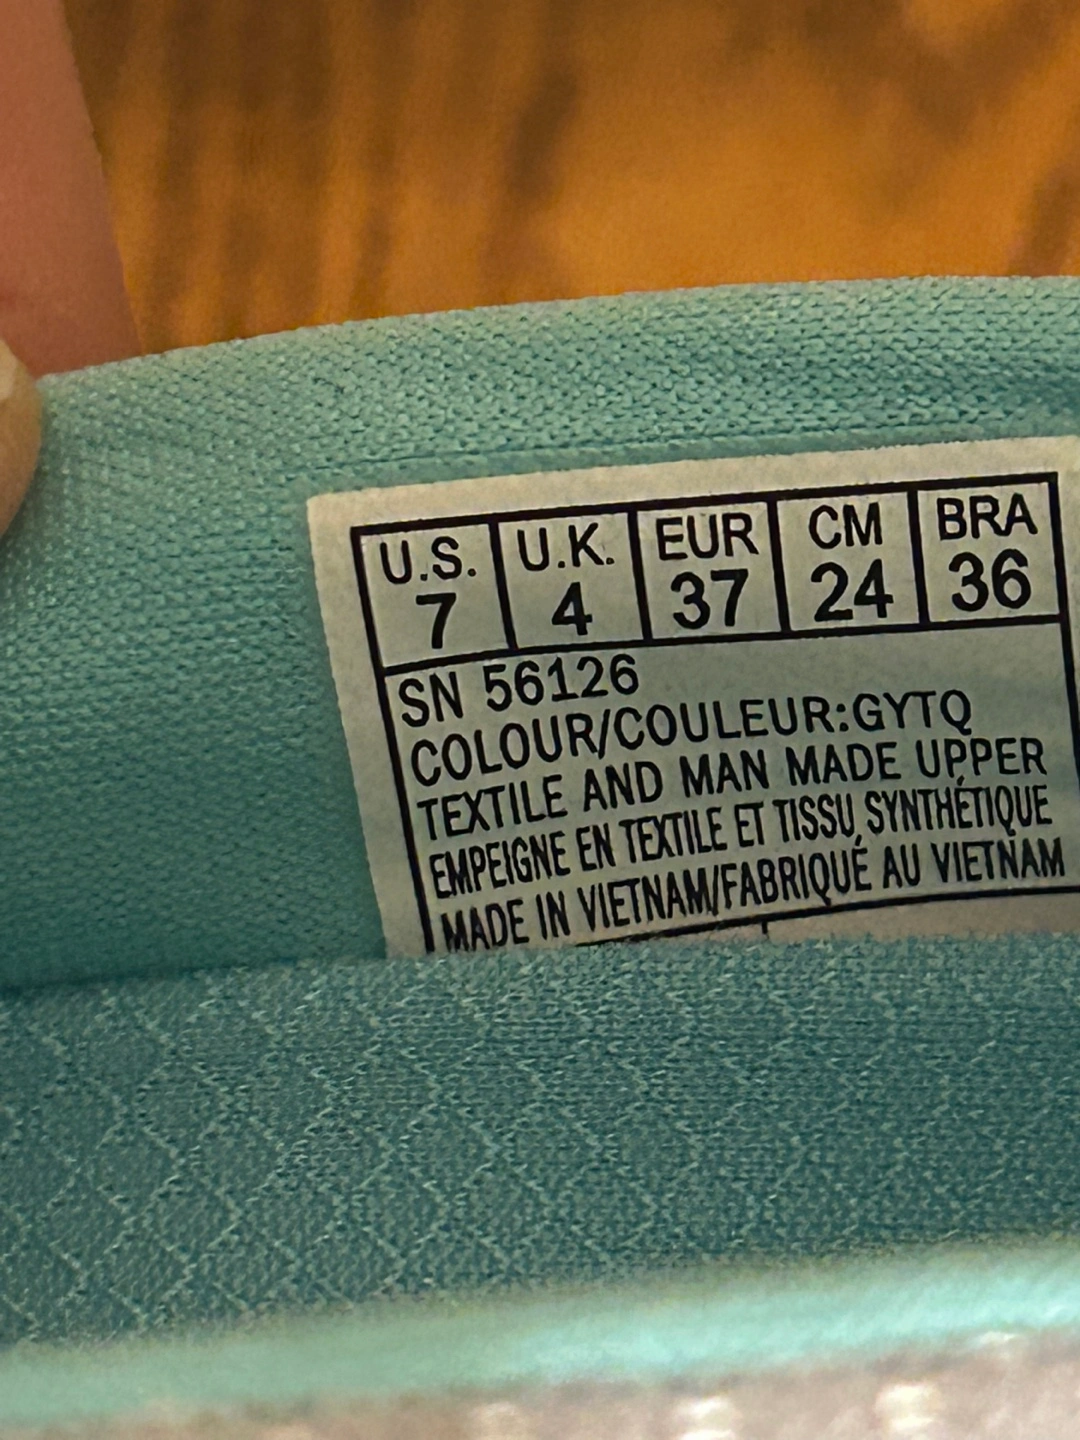 U.S. U.K. EUR CM BRA
7 4 37 24 36
SN 56126
COLOUR/COULEUR:GYTQ
TEXTILE AND MAN MADE UPPER
EMPEIGNE EN TEXTILE ET TISSU SYNTHÉTIQUE
MADE IN VIETNAM/FABRIQUÉ AU VIETNAM